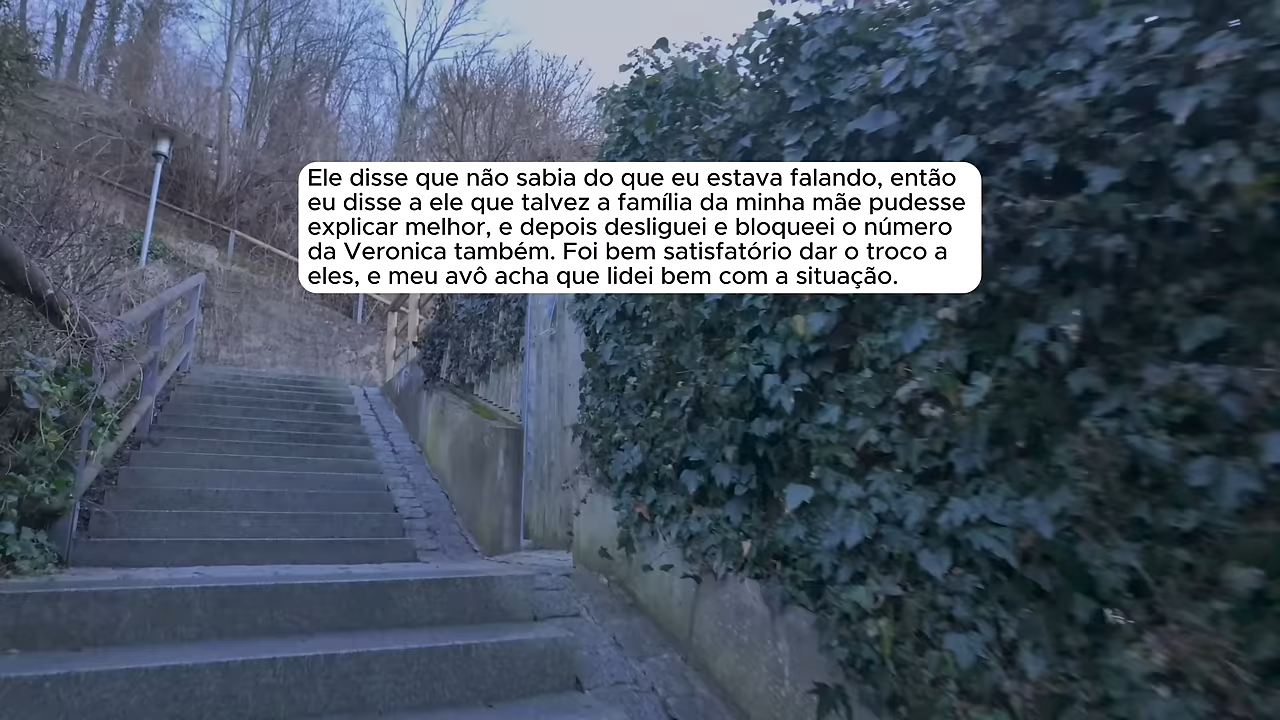 Ele disse que não sabia do que eu estava falando, então
eu disse a ele que talvez a família da minha mãe pudesse
explicar melhor, e depois desliguei e bloqueei o número
da Veronica também. Foi bem satisfatório dar o troco a
eles, e meu avô acha que lidei bem com a situação.